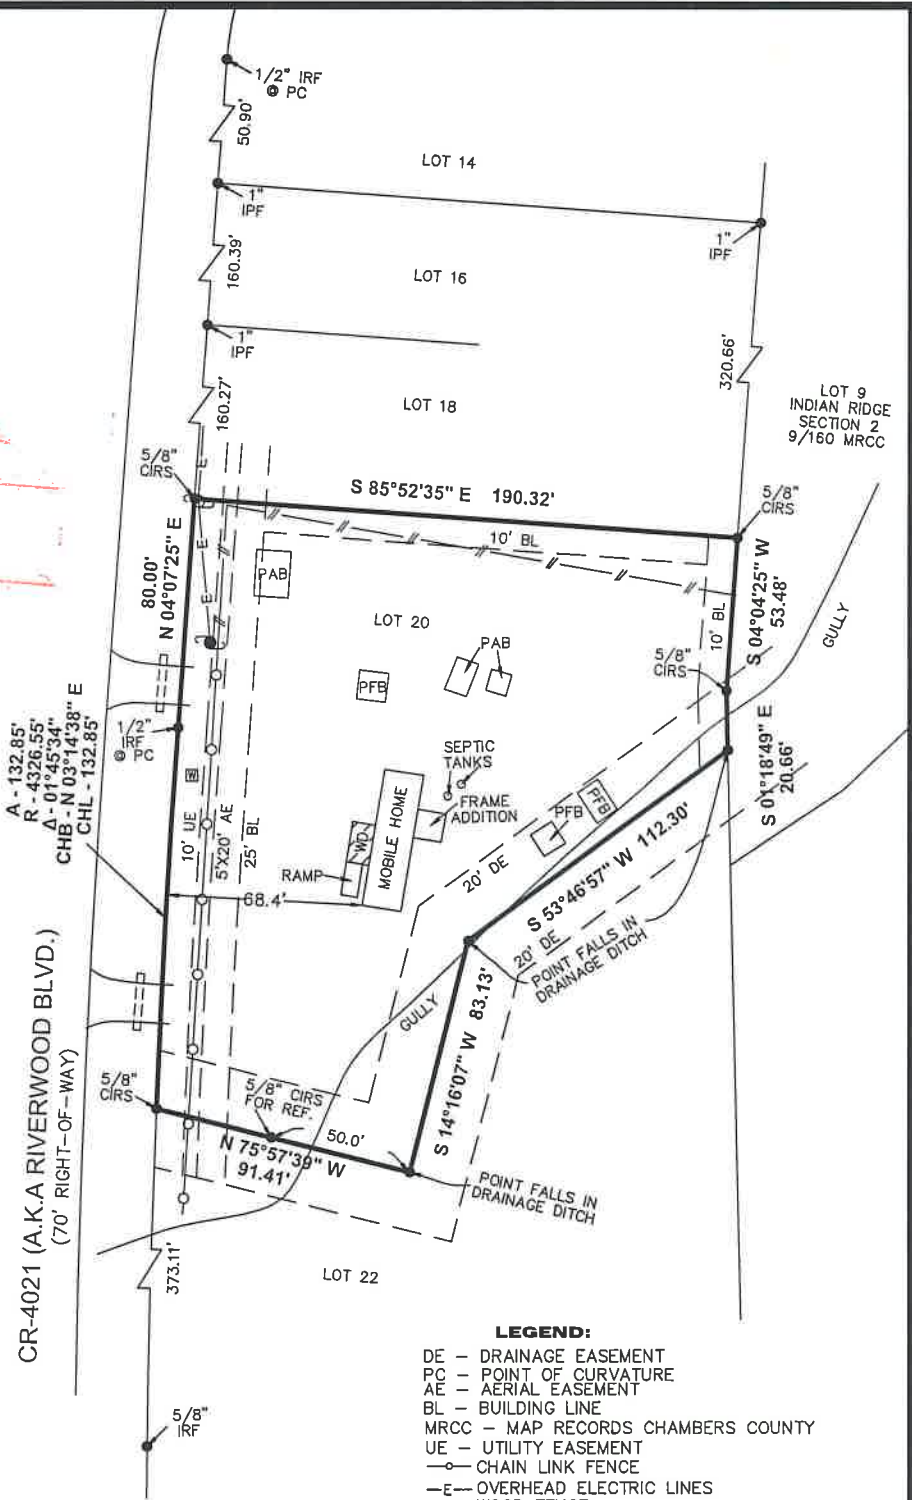 1/2" IRF
@ PC
50.90'
LOT 14
1"
IPF
1"
IPF
160.39'
LOT 16
1"
IPF
320.66'
160.27'
LOT 18
LOT 9
INDIAN RIDGE
SECTION 2
9/160 MRCC
5/8"
CIRS
E
S 85°52'35" E 190.32'
5/8"
CIRS
10' BL
E
E
80.00'
N 04°07'25" E
PAB
S 04°04'25" W
53.48'
10' BL
LOT 20
GULLY
PAB
5/8"
CIRS
PFB
A - 132.85'
R - 4326.55'
Δ - 01°45'34"
CHB - N 03°14'38" E
CHL - 132.85'
1/2"
IRF
@ PC
S 01°18'49" E
20.66'
SEPTIC
TANKS
W
10' UE
5'X20' AE
25' BL
MOBILE HOME
FRAME
ADDITION
WD
PFB
PFB
RAMP
20' DE
S 53°46'57" W 112.30'
68.4'
20' DE
POINT FALLS IN
DRAINAGE DITCH
CR-4021 (A.K.A RIVERWOOD BLVD.)
(70' RIGHT-OF-WAY)
GULLY
S 14°16'07" W 83.13'
5/8"
CIRS
5/8" CIRS
FOR REF.
50.0'
N 75°57'39" W
91.41'
POINT FALLS IN
DRAINAGE DITCH
373.11'
LOT 22
5/8"
IRF
LEGEND:
DE - DRAINAGE EASEMENT
PC - POINT OF CURVATURE
AE - AERIAL EASEMENT
BL - BUILDING LINE
MRCC - MAP RECORDS CHAMBERS COUNTY
UE - UTILITY EASEMENT
CHAIN LINK FENCE
—E— OVERHEAD ELECTRIC LINES